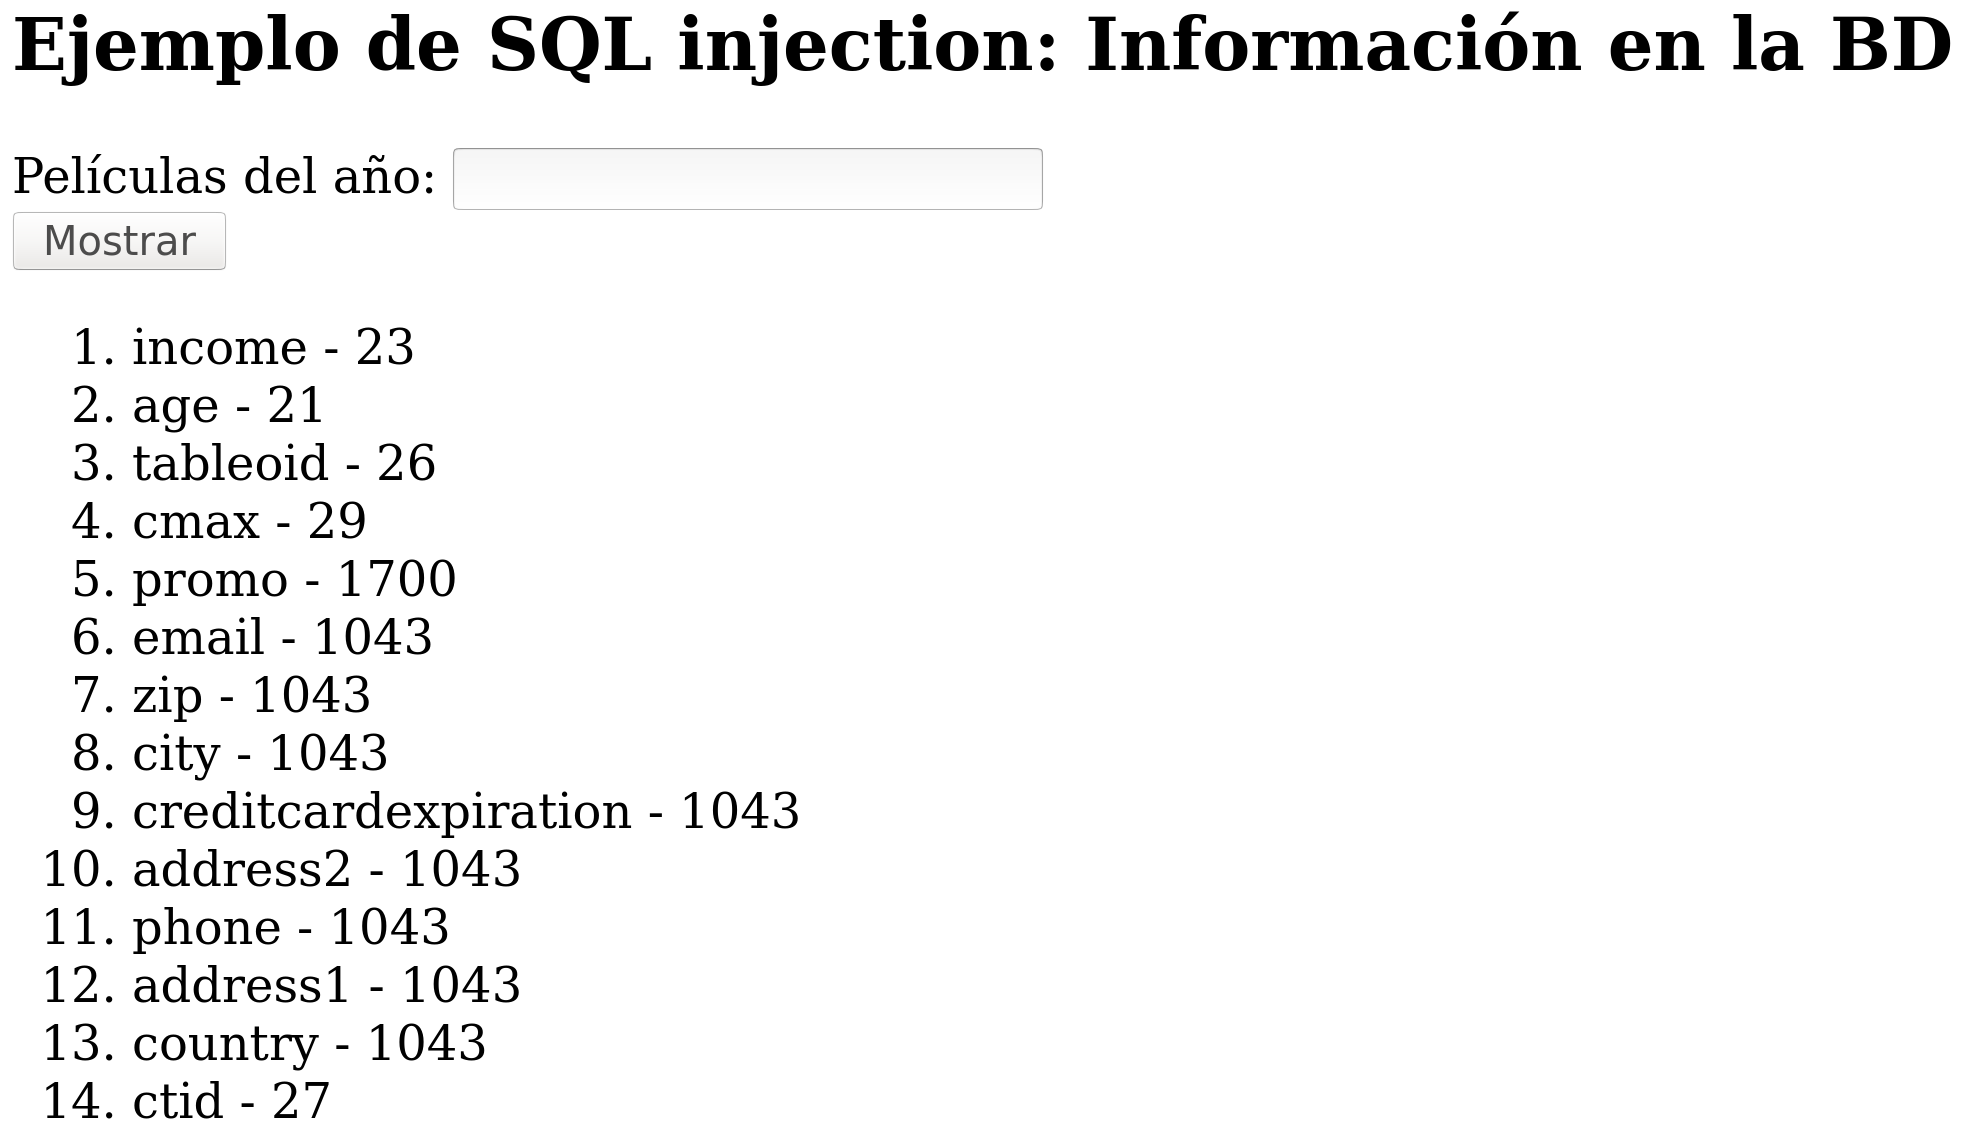 Ejemplo de SQL injection: Información en la BD
Películas del año:
Mostrar
1. income - 23
2. age - 21
3. tableoid - 26
4. cmax - 29
5. promo - 1700
6. email - 1043
7. zip - 1043
8. city - 1043
9. creditcardexpiration - 1043
10. address2 - 1043
11. phone - 1043
12. address1 - 1043
13. country - 1043
14. ctid - 27